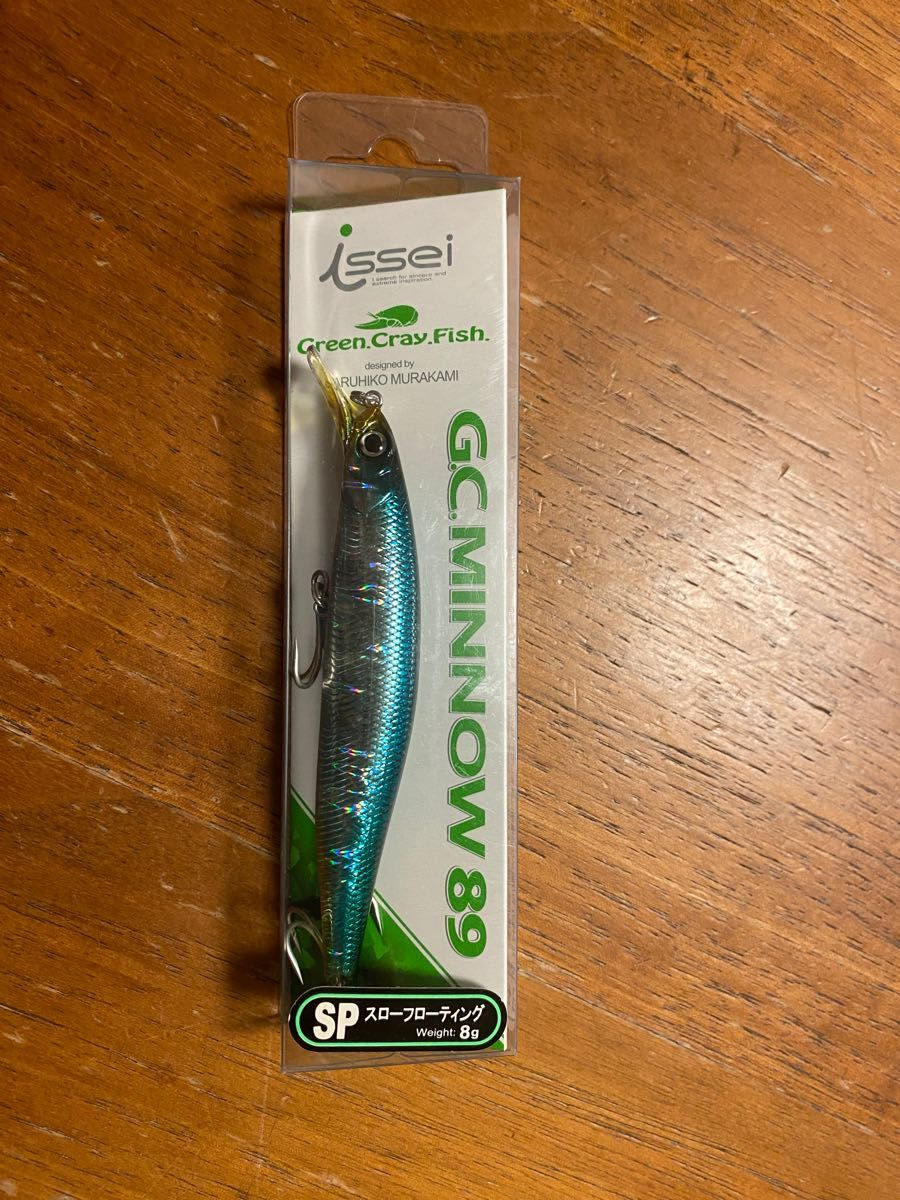 issei
i search for sincere and
extreme inspiration.
Green.Cray.Fish.
designed by
ARUHIKO MURAKAMI
G.C.MINNOW 89
SP スローフローティング
Weight: 8g